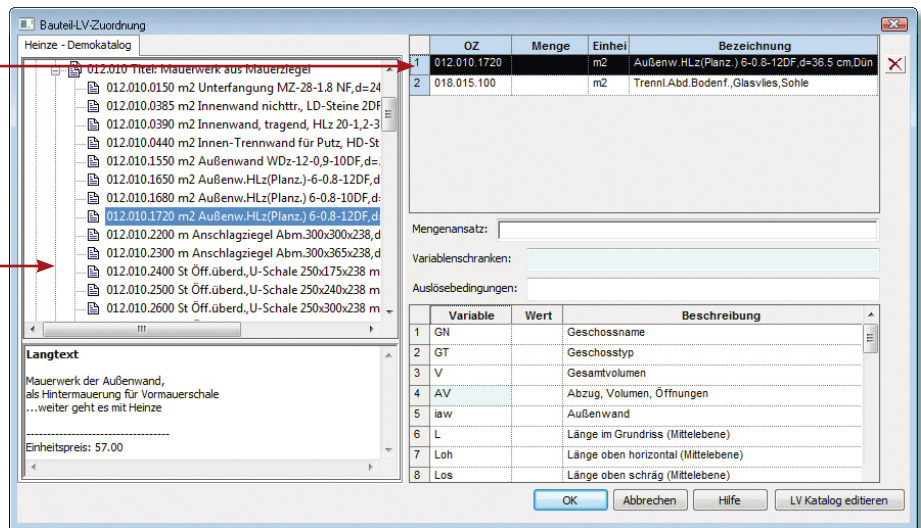 Bauteil-LV-Zuordnung
Heinze - Demokatalog
012.010 Titel: Mauerwerk aus Mauerziegel
012.010.0150 m2 Unterfangung MZ-28-1.8 NF,d=24
012.010.0385 m2 Innenwand nichttr., LD-Steine 2DF
012.010.0390 m2 Innenwand, tragend, HLz 20-1,2-3
012.010.0440 m2 Innen-Trennwand für Putz, HD-St
012.010.1550 m2 Außenwand WDz-12-0,9-10DF,d=.
012.010.1650 m2 Außenw.HLz(Planz.)-6-0.8-12DF,d
012.010.1680 m2 Außenw.HLz(Planz.) 6-0.8-10DF,d=
012.010.1720 m2 Außenw.HLz(Planz.) 6-0.8-12DF,d=
012.010.2200 m Anschlagziegel Abm.300x300x238,d
012.010.2300 m Anschlagziegel Abm.300x365x238,d
012.010.2400 St Öff.überd.,U-Schale 250x175x238 m
012.010.2500 St Öff.überd.,U-Schale 250x240x238 m
012.010.2600 St Öff.überd.,U-Schale 250x300x238 m
Langtext
Mauerwerk der Außenwand,
als Hintermauerung für Vormauerschale
...weiter geht es mit Heinze
----------------------------------
Einheitspreis: 57.00
OZ Menge Einhei Bezeichnung
1 012.010.1720 m2 Außenw.HLz(Planz.) 6-0.8-12DF,d=36.5 cm,Dün
2 018.015.100 m2 Trennl.Abd.Bodenf.,Glasvlies,Sohle
Mengenansatz:
Variablenschranken:
Auslösebedingungen:
Variable Wert Beschreibung
1 GN Geschossname
2 GT Geschosstyp
3 V Gesamtvolumen
4 AV Abzug, Volumen, Öffnungen
5 iaw Außenwand
6 L Länge im Grundriss (Mittelebene)
7 Loh Länge oben horizontal (Mittelebene)
8 Los Länge oben schräg (Mittelebene)
OK Abbrechen Hilfe LV Katalog editieren